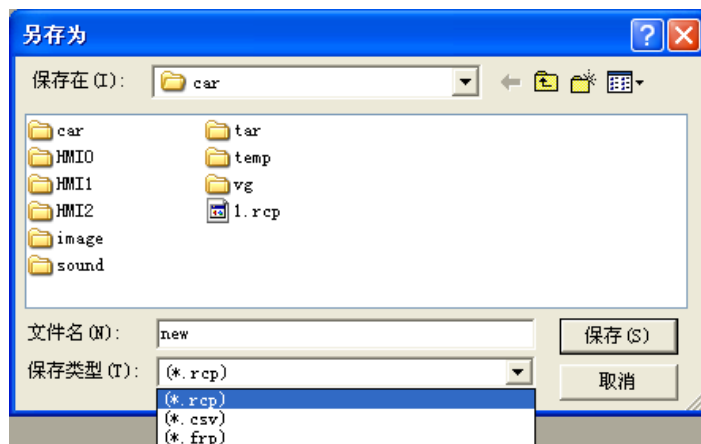 另存为
保存在(I):
car
car
HMI0
HMI1
HMI2
image
sound
tar
temp
vg
1.rcp
文件名(N):
new
保存(S)
保存类型(T):
(*.rcp)
取消
(*.rcp)
(*.csv)
(*.frp)